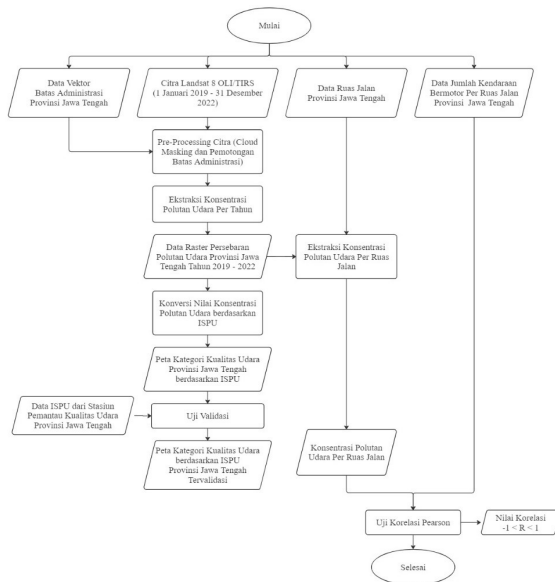 Mulai
Data Vektor
Batas Administrasi
Provinsi Jawa Tengah
Citra Landsat 8 OLI/TIRS
(1 Januari 2019 - 31 Desember
2022)
Data Ruas Jalan
Provinsi Jawa Tengah
Data Jumlah Kendaraan
Bermotor Per Ruas Jalan
Provinsi Jawa Tengah
Pre-Processing Citra (Cloud
Masking dan Pemotongan
Batas Administrasi)
Ekstraksi Konsentrasi
Polutan Udara Per Tahun
Data Raster Persebaran
Polutan Udara Provinsi Jawa
Tengah Tahun 2019 - 2022
Ekstraksi Konsentrasi
Polutan Udara Per Ruas
Jalan
Konversi Nilai Konsentrasi
Polutan Udara berdasarkan
ISPU
Peta Kategori Kualitas Udara
Provinsi Jawa Tengah
berdasarkan ISPU
Data ISPU dari Stasiun
Pemantau Kualitas Udara
Provinsi Jawa Tengah
Uji Validasi
Peta Kategori Kualitas Udara
berdasarkan ISPU
Provinsi Jawa Tengah
Tervalidasi
Konsentrasi Polutan
Udara Per Ruas Jalan
Uji Korelasi Pearson
Nilai Korelasi
-1 < R < 1
Selesai